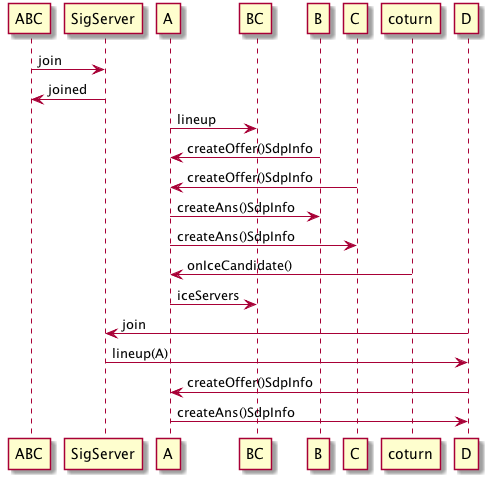 ABC SigServer A BC B C coturn D
join
joined
lineup
createOffer()SdpInfo
createOffer()SdpInfo
createAns()SdpInfo
createAns()SdpInfo
onIceCandidate()
iceServers
join
lineup(A)
createOffer()SdpInfo
createAns()SdpInfo
ABC SigServer A BC B C coturn D